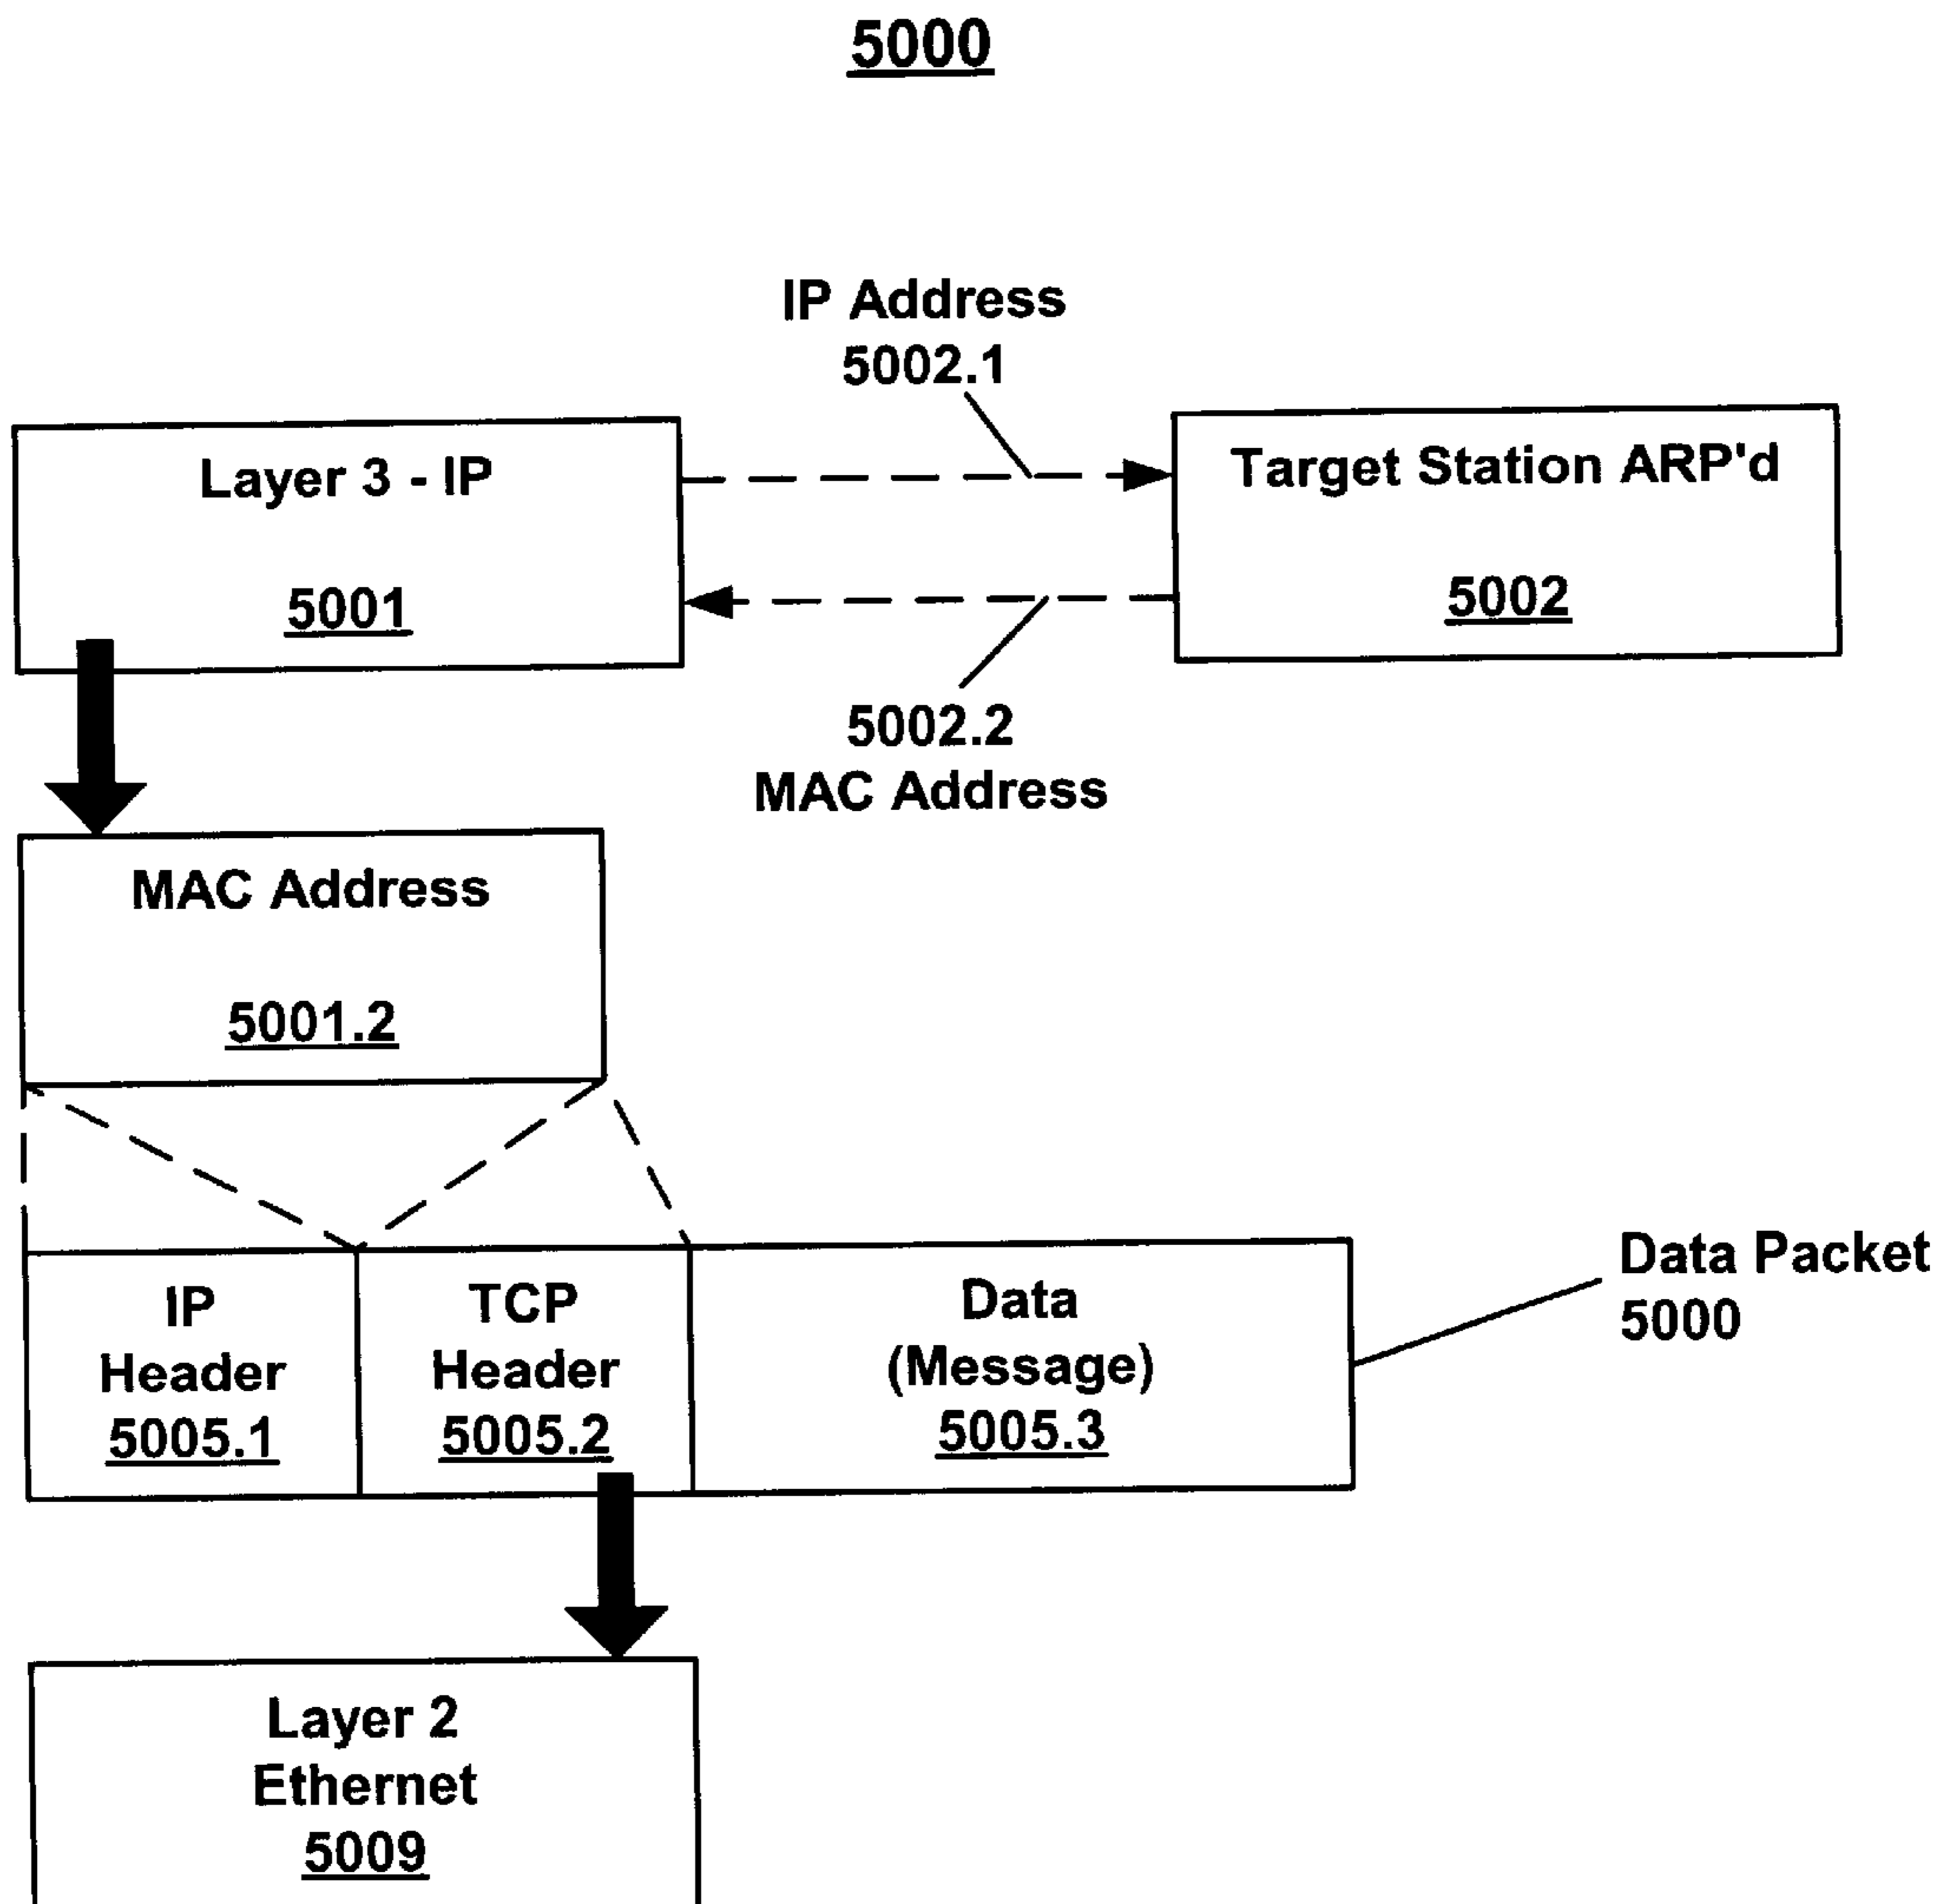 5000
IP Address
5002.1
Layer 3 - IP
5001
Target Station ARP'd
5002
5002.2
MAC Address
MAC Address
5001.2
IP
Header
5005.1
TCP
Header
5005.2
Data
(Message)
5005.3
Data Packet
5000
Layer 2
Ethernet
5009